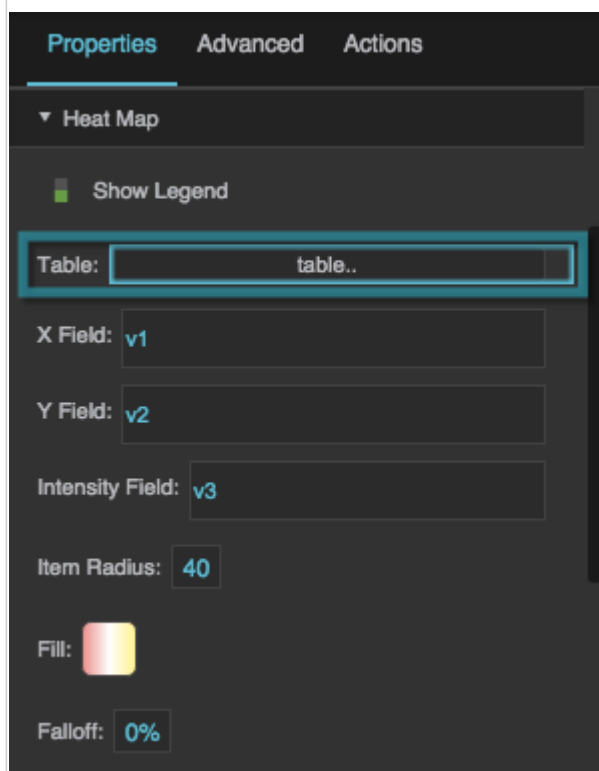 Properties Advanced Actions
Heat Map
Show Legend
Table: table..
X Field: v1
Y Field: v2
Intensity Field: v3
Item Radius: 40
Fill:
Falloff: 0%